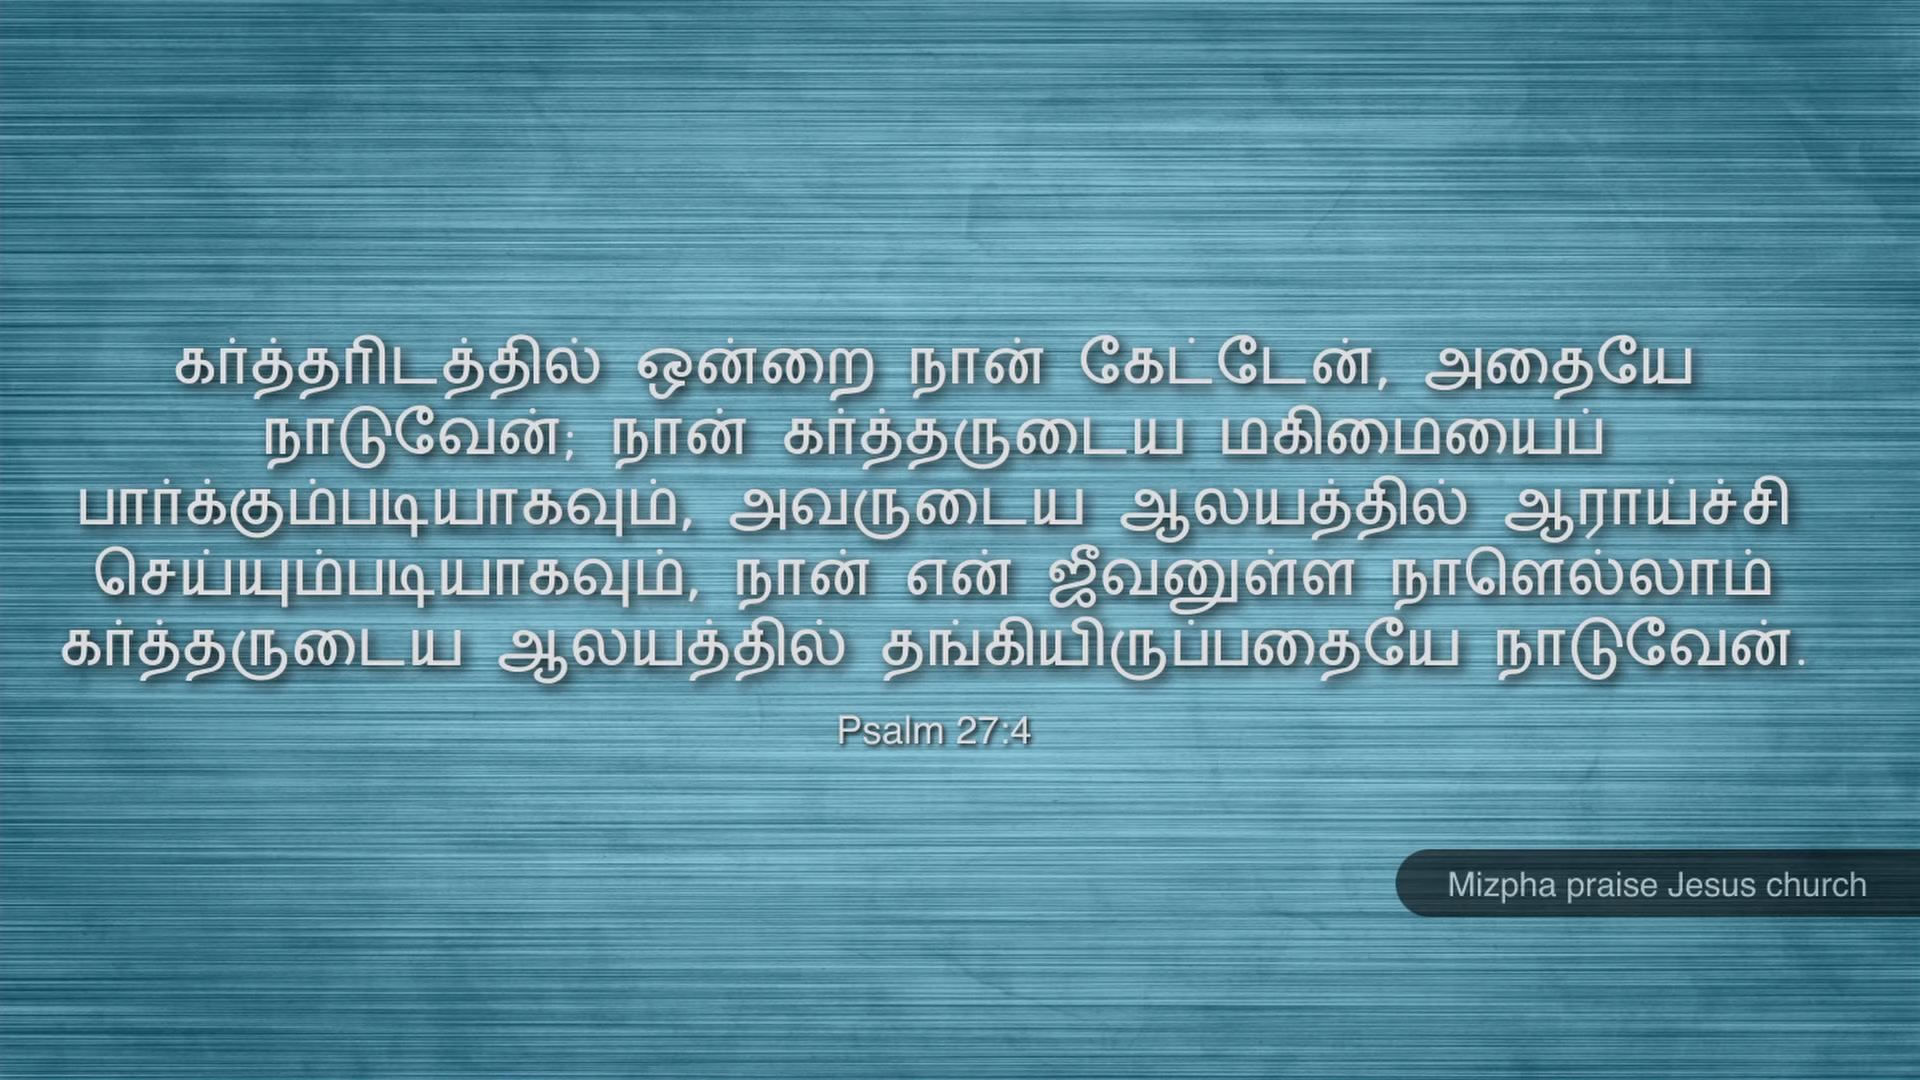 கர்த்தரிடத்தில் ஒன்றை நான் கேட்டேன், அதையே
நாடுவேன்; நான் கர்த்தருடைய மகிமையைப்
பார்க்கும்படியாகவும், அவருடைய ஆலயத்தில் ஆராய்ச்சி
செய்யும்படியாகவும், நான் என் ஜீவனுள்ள நாளெல்லாம்
கர்த்தருடைய ஆலயத்தில் தங்கியிருப்பதையே நாடுவேன்.
Psalm 27:4
Mizpha praise Jesus church